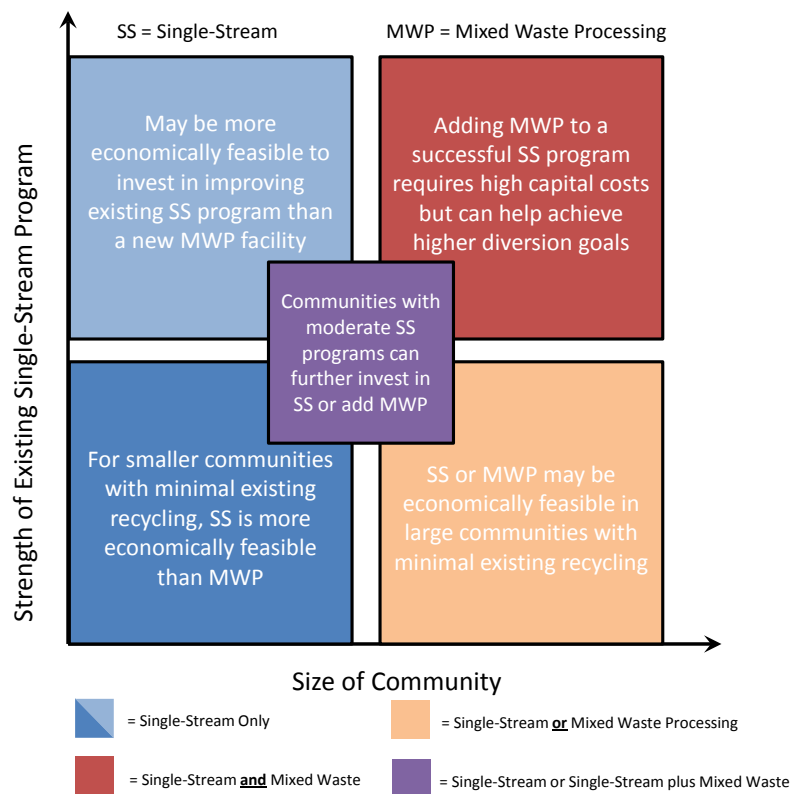 SS = Single-Stream
MWP = Mixed Waste Processing
Strength of Existing Single-Stream Program
May be more
economically feasible to
invest in improving
existing SS program than
a new MWP facility
Adding MWP to a
successful SS program
requires high capital costs
but can help achieve
higher diversion goals
Communities with
moderate SS
programs can
further invest in
SS or add MWP
For smaller communities
with minimal existing
recycling, SS is more
economically feasible
than MWP
SS or MWP may be
economically feasible in
large communities with
minimal existing recycling
Size of Community
= Single-Stream Only
= Single-Stream or Mixed Waste Processing
= Single-Stream and Mixed Waste
= Single-Stream or Single-Stream plus Mixed Waste